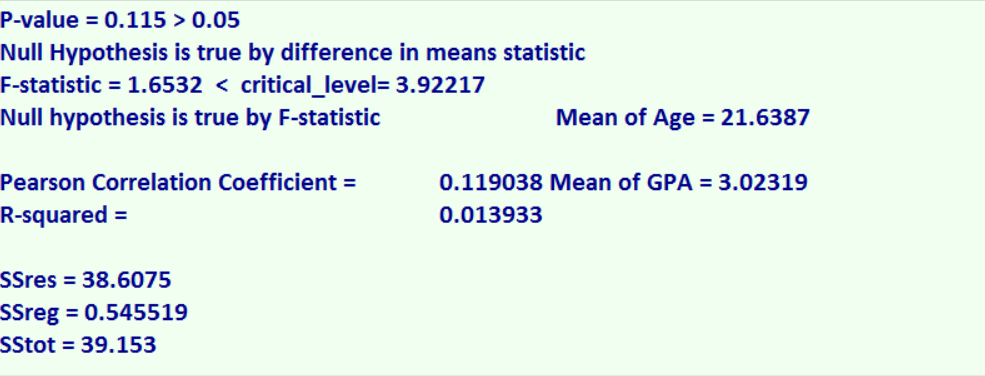 P-value = 0.115 > 0.05
Null Hypothesis is true by difference in means statistic
F-statistic = 1.6532 < critical_level= 3.92217
Null hypothesis is true by F-statistic Mean of Age = 21.6387
Pearson Correlation Coefficient = 0.119038 Mean of GPA = 3.02319
R-squared = 0.013933
SSres = 38.6075
SSreg = 0.545519
SStot = 39.153